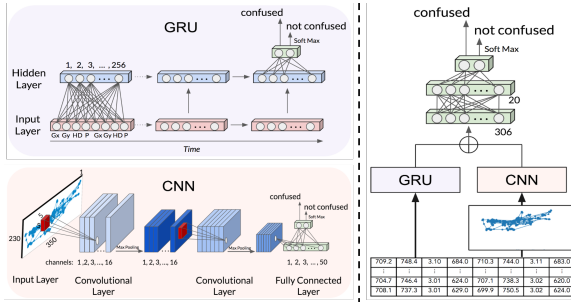 GRU
confused
not confused
Soft Max
1, 2, 3, ... ,256
Hidden
Layer
Input
Layer
Gx Gy HD P Gx Gy HD P
Time
CNN
confused
not confused
Soft Max
230
350
Max Pooling
Max Pooling
channels: 1,2,3,..., 16
1,2,3,..., 16
1,2,3, ..., 50
Input Layer
Convolutional
Layer
Convolutional
Layer
Fully Connected
Layer
confused
not confused
Soft Max
20
306
GRU
CNN
709.2 748.4 3.10 684.0 710.3 744.0 3.11 683.0
704.7 746.4 3.01 624.0 707.1 738.3 3.02 620.0
708.1 737.3 3.01 629.0 699.9 750.5 3.02 624.0